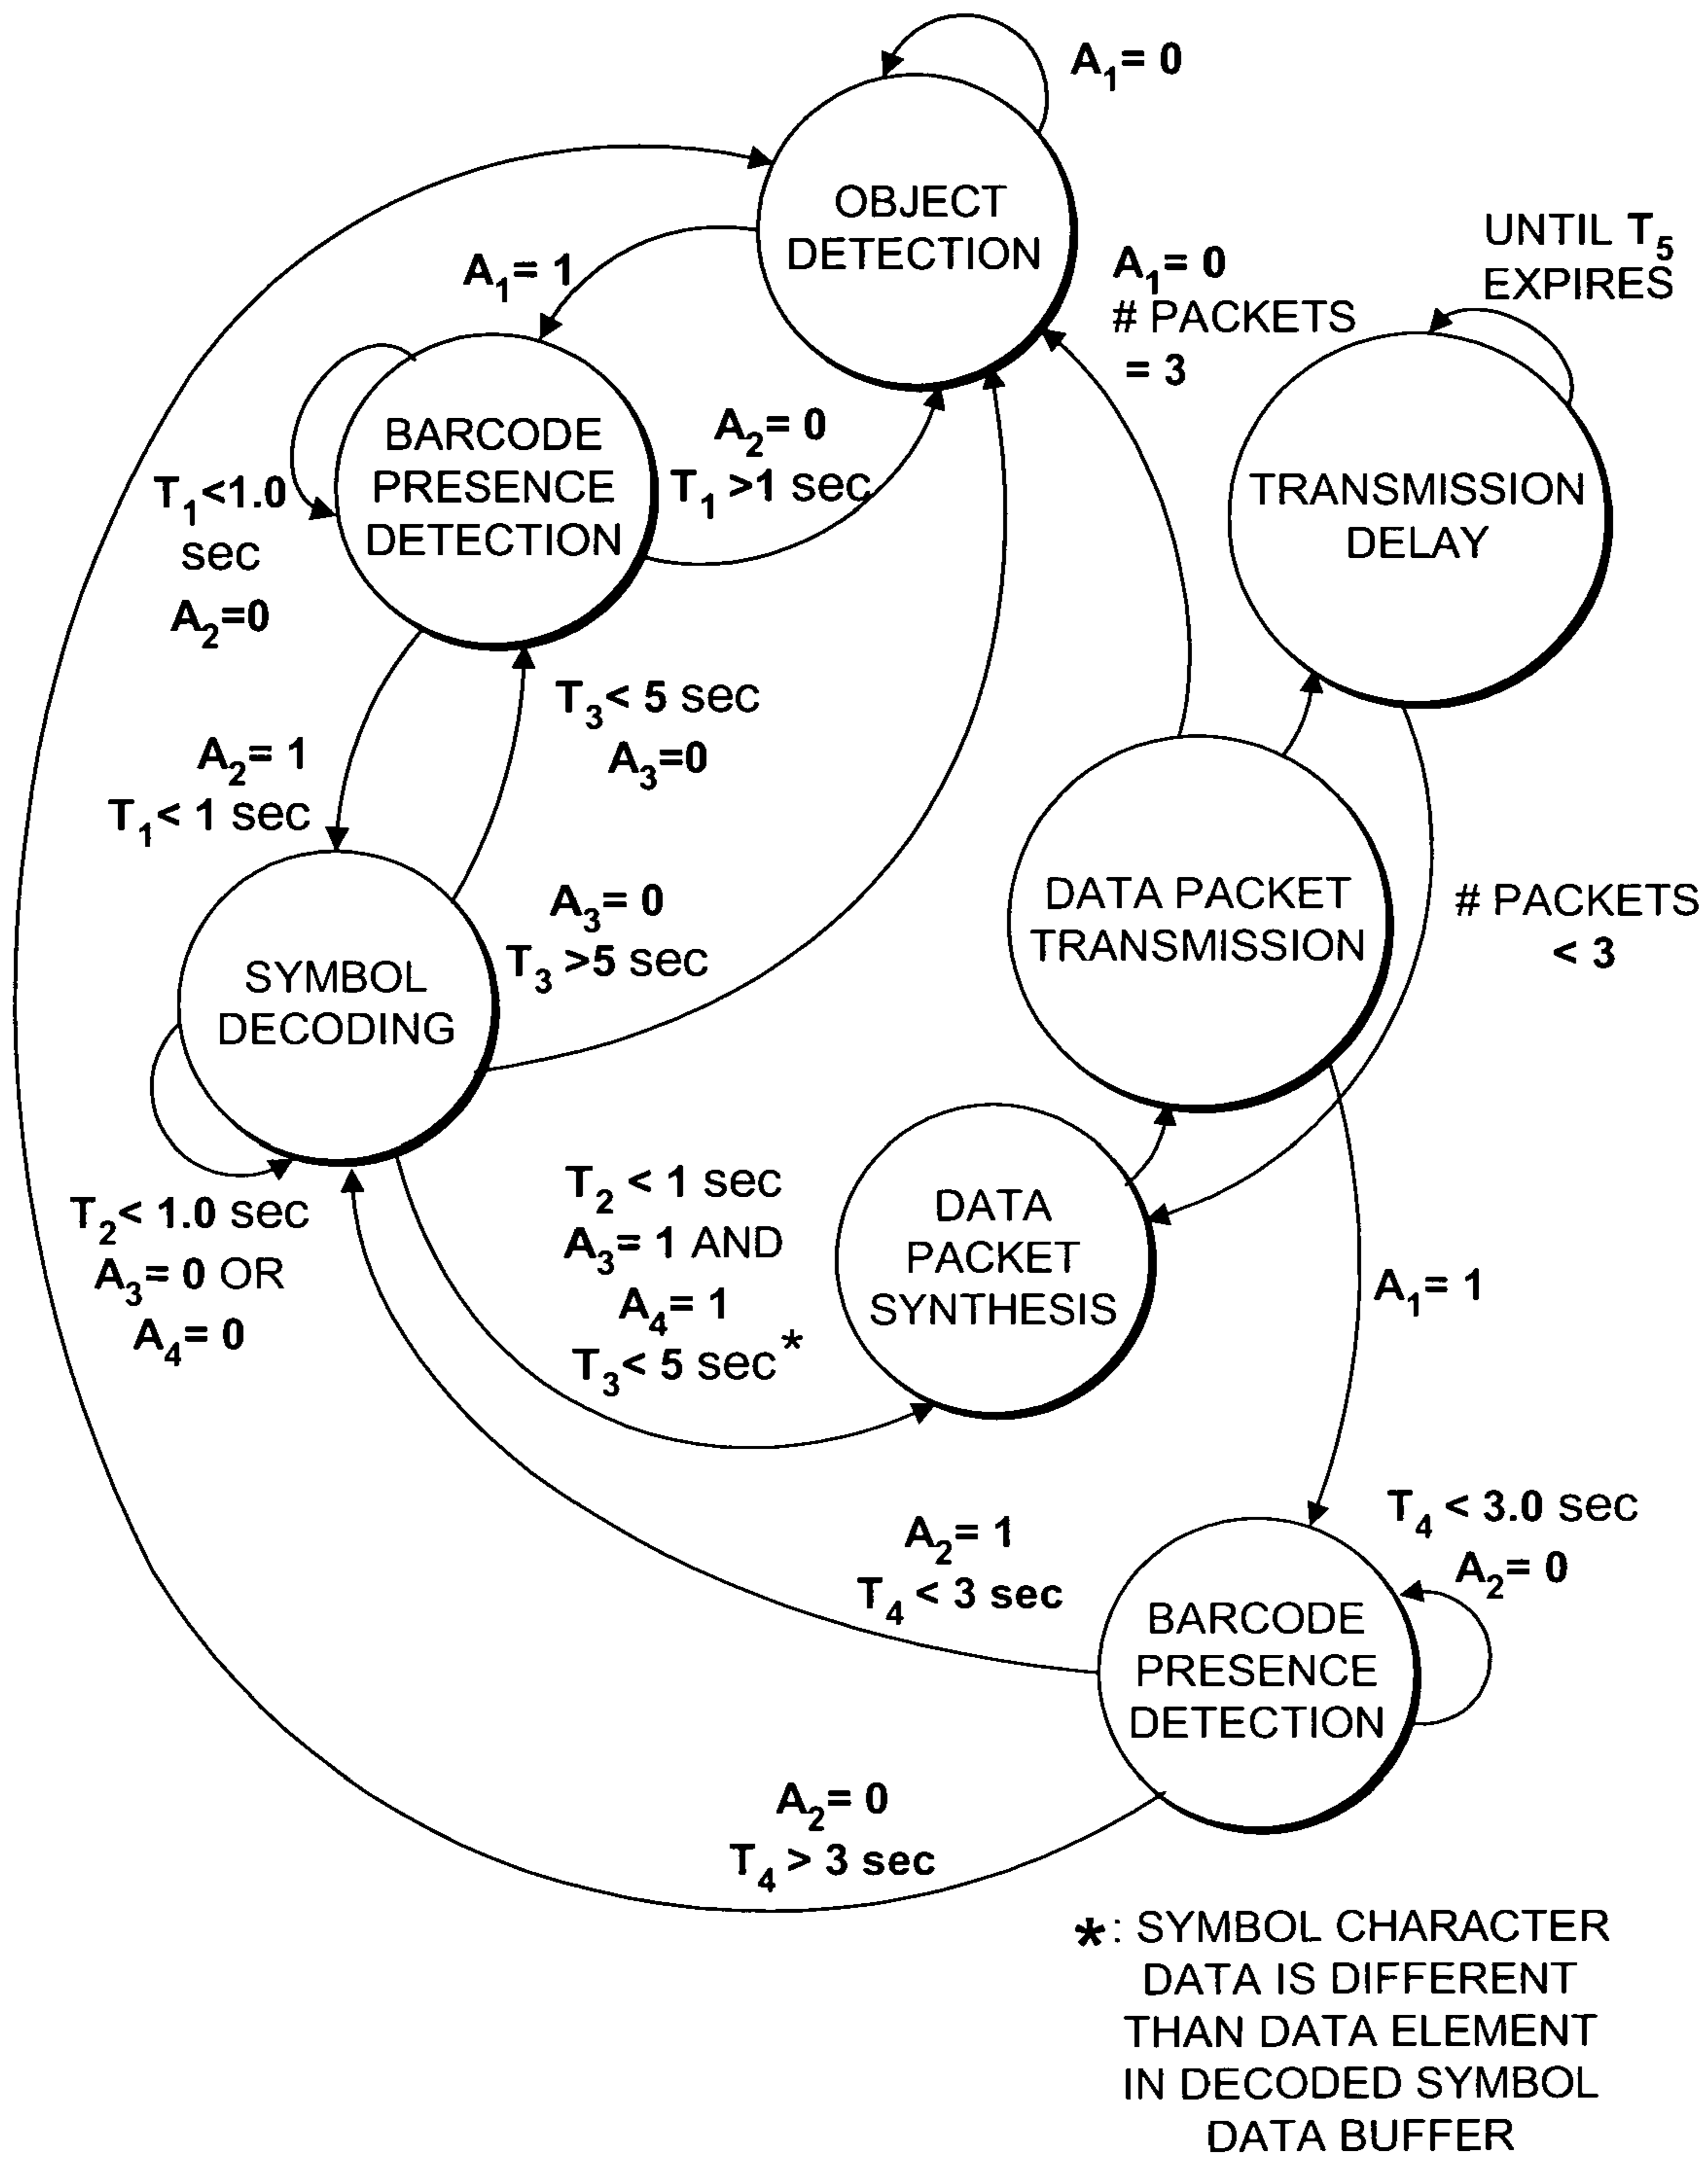 A1= 0
OBJECT
DETECTION
A1= 1
A1= 0
# PACKETS
= 3
UNTIL T5
EXPIRES
BARCODE
PRESENCE
DETECTION
A2= 0
T1 >1 sec
T1<1.0
sec
A2=0
TRANSMISSION
DELAY
T3< 5 sec
A3=0
A2= 1
T1< 1 sec
A3= 0
T3 >5 sec
DATA PACKET
TRANSMISSION
# PACKETS
< 3
SYMBOL
DECODING
T2< 1.0 sec
A3= 0 OR
A4= 0
T2 < 1 sec
A3= 1 AND
A4= 1
T3< 5 sec*
DATA
PACKET
SYNTHESIS
A1= 1
T4 < 3.0 sec
A2= 0
A2= 1
T4 < 3 sec
BARCODE
PRESENCE
DETECTION
A2= 0
T4 > 3 sec
*: SYMBOL CHARACTER
DATA IS DIFFERENT
THAN DATA ELEMENT
IN DECODED SYMBOL
DATA BUFFER